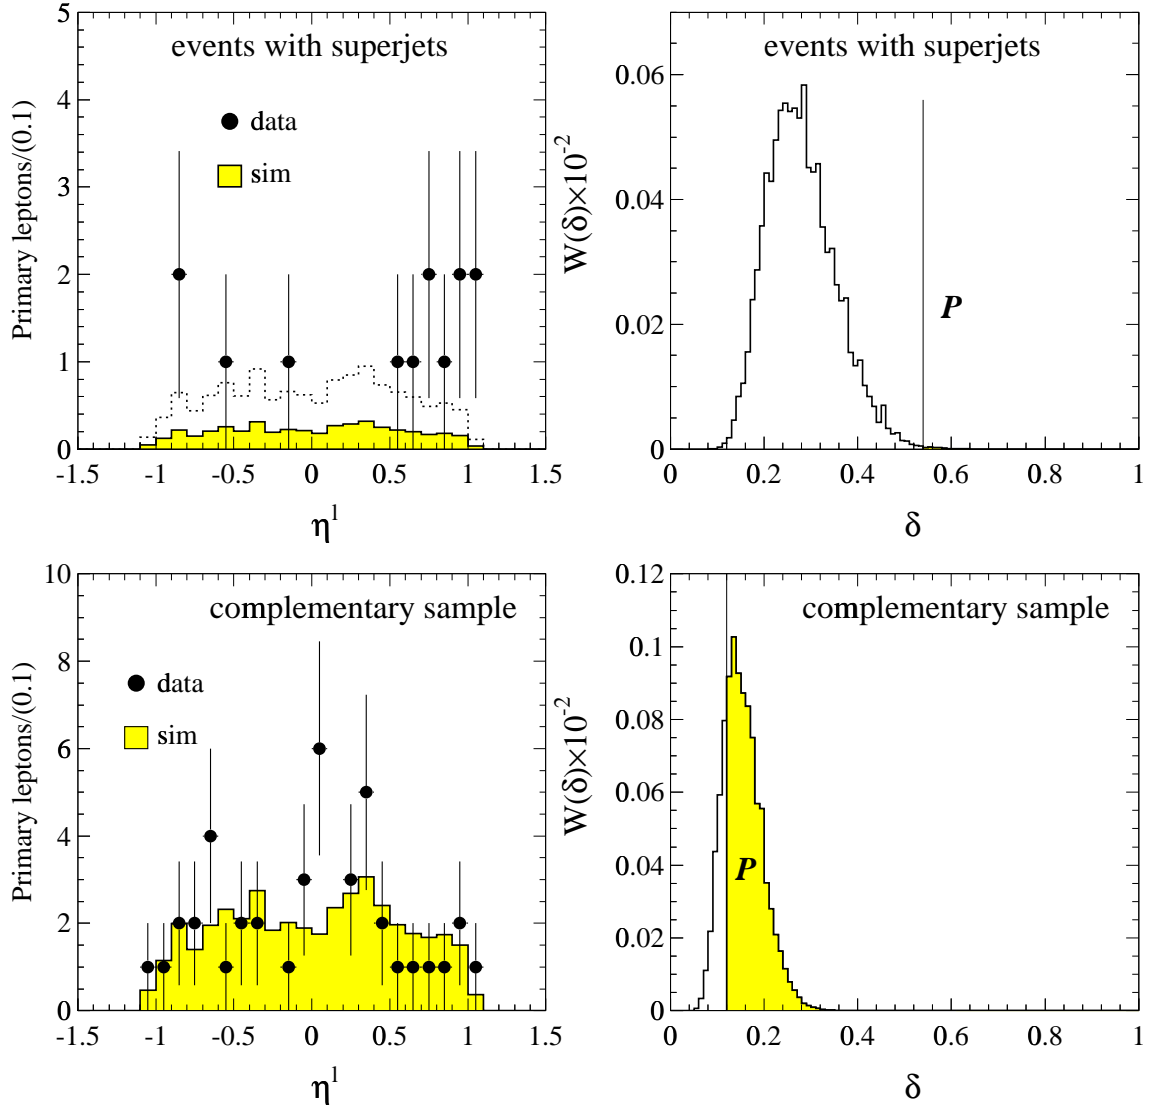 events with superjets
data
sim
Primary leptons/(0.1)
5
4
3
2
1
0
-1.5 -1 -0.5 0 0.5 1 1.5
η^l
events with superjets
W(δ)×10^-2
0.06
0.04
0.02
0
P
0 0.2 0.4 0.6 0.8 1
δ
complementary sample
data
sim
Primary leptons/(0.1)
10
8
6
4
2
0
-1.5 -1 -0.5 0 0.5 1 1.5
η^l
complementary sample
W(δ)×10^-2
0.12
0.1
0.08
0.06
0.04
0.02
0
P
0 0.2 0.4 0.6 0.8 1
δ